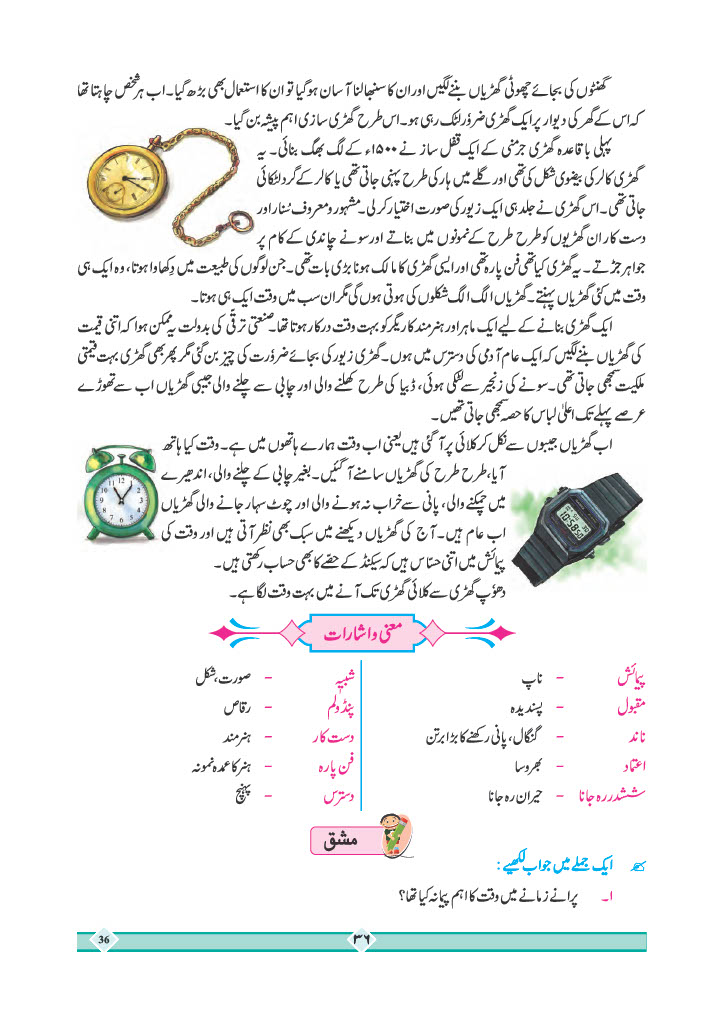 گھنٹوں کی بجائے چھوٹی گھڑیاں بننے لگیں اور ان کا سنبھالنا آسان ہوگیا تو ان کا استعمال بھی بڑھ گیا۔ اب ہر شخص چاہتا تھا
کہ اس کے گھر کی دیوار پر ایک گھڑی ضرور لٹک رہی ہو۔ اس طرح گھڑی سازی اہم پیشہ بن گیا۔
پہلی باقاعدہ گھڑی جرمنی کے ایک قفل ساز نے ۱۵۰۰ء کے لگ بھگ بنائی۔ یہ
گھڑی کالر کی بیضوی شکل کی تھی اور گلے میں ہار کی طرح پہنی جاتی تھی یا کالر کے گرد لٹکائی
جاتی تھی۔ اس گھڑی نے جلد ہی ایک زیور کی صورت اختیار کرلی۔ مشہور و معروف سُنار اور
دست کار ان گھڑیوں کو طرح طرح کے نمونوں میں بناتے اور سونے چاندی کے کام پر
جواہر جڑتے۔ یہ گھڑی کیا تھی فن پارہ تھی اور ایسی گھڑی کا مالک ہونا بڑی بات تھی۔ جن لوگوں کی طبیعت میں دِکھاوا ہوتا، وہ ایک ہی
وقت میں کئی گھڑیاں پہنتے۔ گھڑیاں الگ الگ شکلوں کی ہوتی ہوں گی مگر ان سب میں وقت ایک ہی ہوتا۔
ایک گھڑی بنانے کے لیے ایک ماہر اور ہنرمند کاریگر کو بہت وقت درکار ہوتا تھا۔ صنعتی ترقّی کی بدولت یہ ممکن ہوا کہ اتنی قیمت
کی گھڑیاں بننے لگیں کہ ایک عام آدمی کی دسترس میں ہوں۔ گھڑی زیور کی بجائے ضرورت کی چیز بن گئی مگر پھر بھی گھڑی بہت قیمتی
ملکیت سمجھی جاتی تھی۔ سونے کی زنجیر سے لٹکی ہوئی، ڈبیا کی طرح کھلنے والی اور چابی سے چلنے والی جیبی گھڑیاں اب سے تھوڑے
عرصے پہلے تک اعلیٰ لباس کا حصہ سمجھی جاتی تھیں۔
اب گھڑیاں جیبوں سے نکل کر کلائی پر آگئی ہیں یعنی اب وقت ہمارے ہاتھوں میں ہے۔ وقت کیا ہاتھ
آیا، طرح طرح کی گھڑیاں سامنے آگئیں۔ بغیر چابی کے چلنے والی، اندھیرے
میں چمکنے والی، پانی سے خراب نہ ہونے والی اور چوٹ سہار جانے والی گھڑیاں
اب عام ہیں۔ آج کی گھڑیاں دیکھنے میں سبک بھی نظر آتی ہیں اور وقت کی
پیمائش میں اتنی حسّاس ہیں کہ سیکنڈ کے حصّے کا بھی حساب رکھتی ہیں۔
دھوٗپ گھڑی سے کلائی گھڑی تک آنے میں بہت وقت لگا ہے۔
معنی و اشارات
پیمائش - ناپ
مقبول - پسندیدہ
ناند - گنگال، پانی رکھنے کا بڑا برتن
اعتماد - بھروسا
ششدر رہ جانا - حیران رہ جانا
شبیہ - صورت، شکل
پنڈولم - رقاص
دست کار - ہنرمند
فن پارہ - ہنر کا عمدہ نمونہ
دسترس - پہنچ
مشق
ایک جملے میں جواب لکھیے :
۱۔ پرانے زمانے میں وقت کا اہم پیمانہ کیا تھا؟
36
۳۶